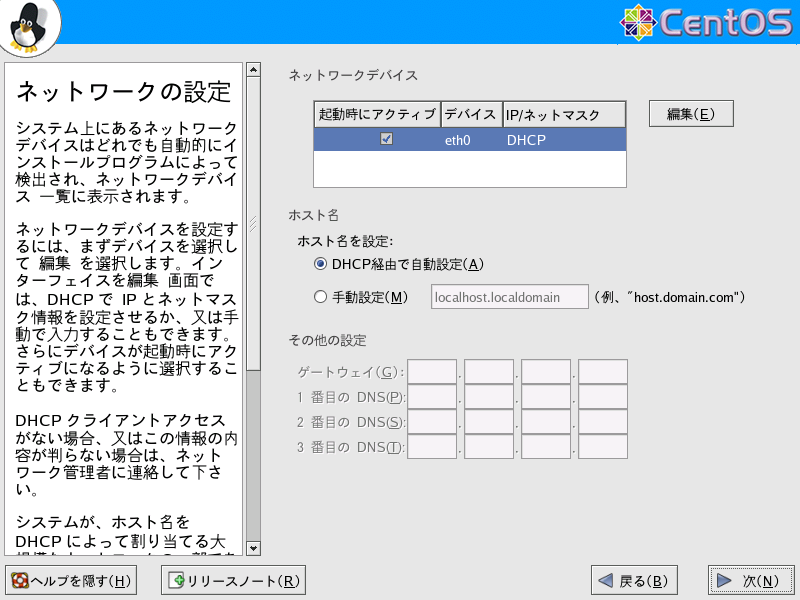 CentOS
ネットワークの設定
システム上にあるネットワーク
デバイスはどれでも自動的にイ
ンストールプログラムによって
検出され、ネットワークデバイ
ス 一覧に表示されます。
ネットワークデバイスを設定す
るには、まずデバイスを選択し
て 編集 を選択します。イン
ターフェイスを編集 画面で
は、DHCP で IP とネットマス
ク情報を設定させるか、又は手
動で入力することもできます。
さらにデバイスが起動時にアク
ティブになるように選択するこ
ともできます。
DHCP クライアントアクセス
がない場合、又はこの情報の内
容が判らない場合は、ネット
ワーク管理者に連絡して下さ
い。
システムが、ホスト名を
DHCP によって割り当てる大
ネットワークデバイス
起動時にアクティブ デバイス IP/ネットマスク
eth0 DHCP
編集(E)
ホスト名
ホスト名を設定:
DHCP経由で自動設定(A)
手動設定(M) localhost.localdomain (例、"host.domain.com")
その他の設定
ゲートウェイ(G): . . .
1 番目の DNS(P): . . .
2 番目の DNS(S): . . .
3 番目の DNS(T): . . .
ヘルプを隠す(H) リリースノート(R) 戻る(B) 次(N)